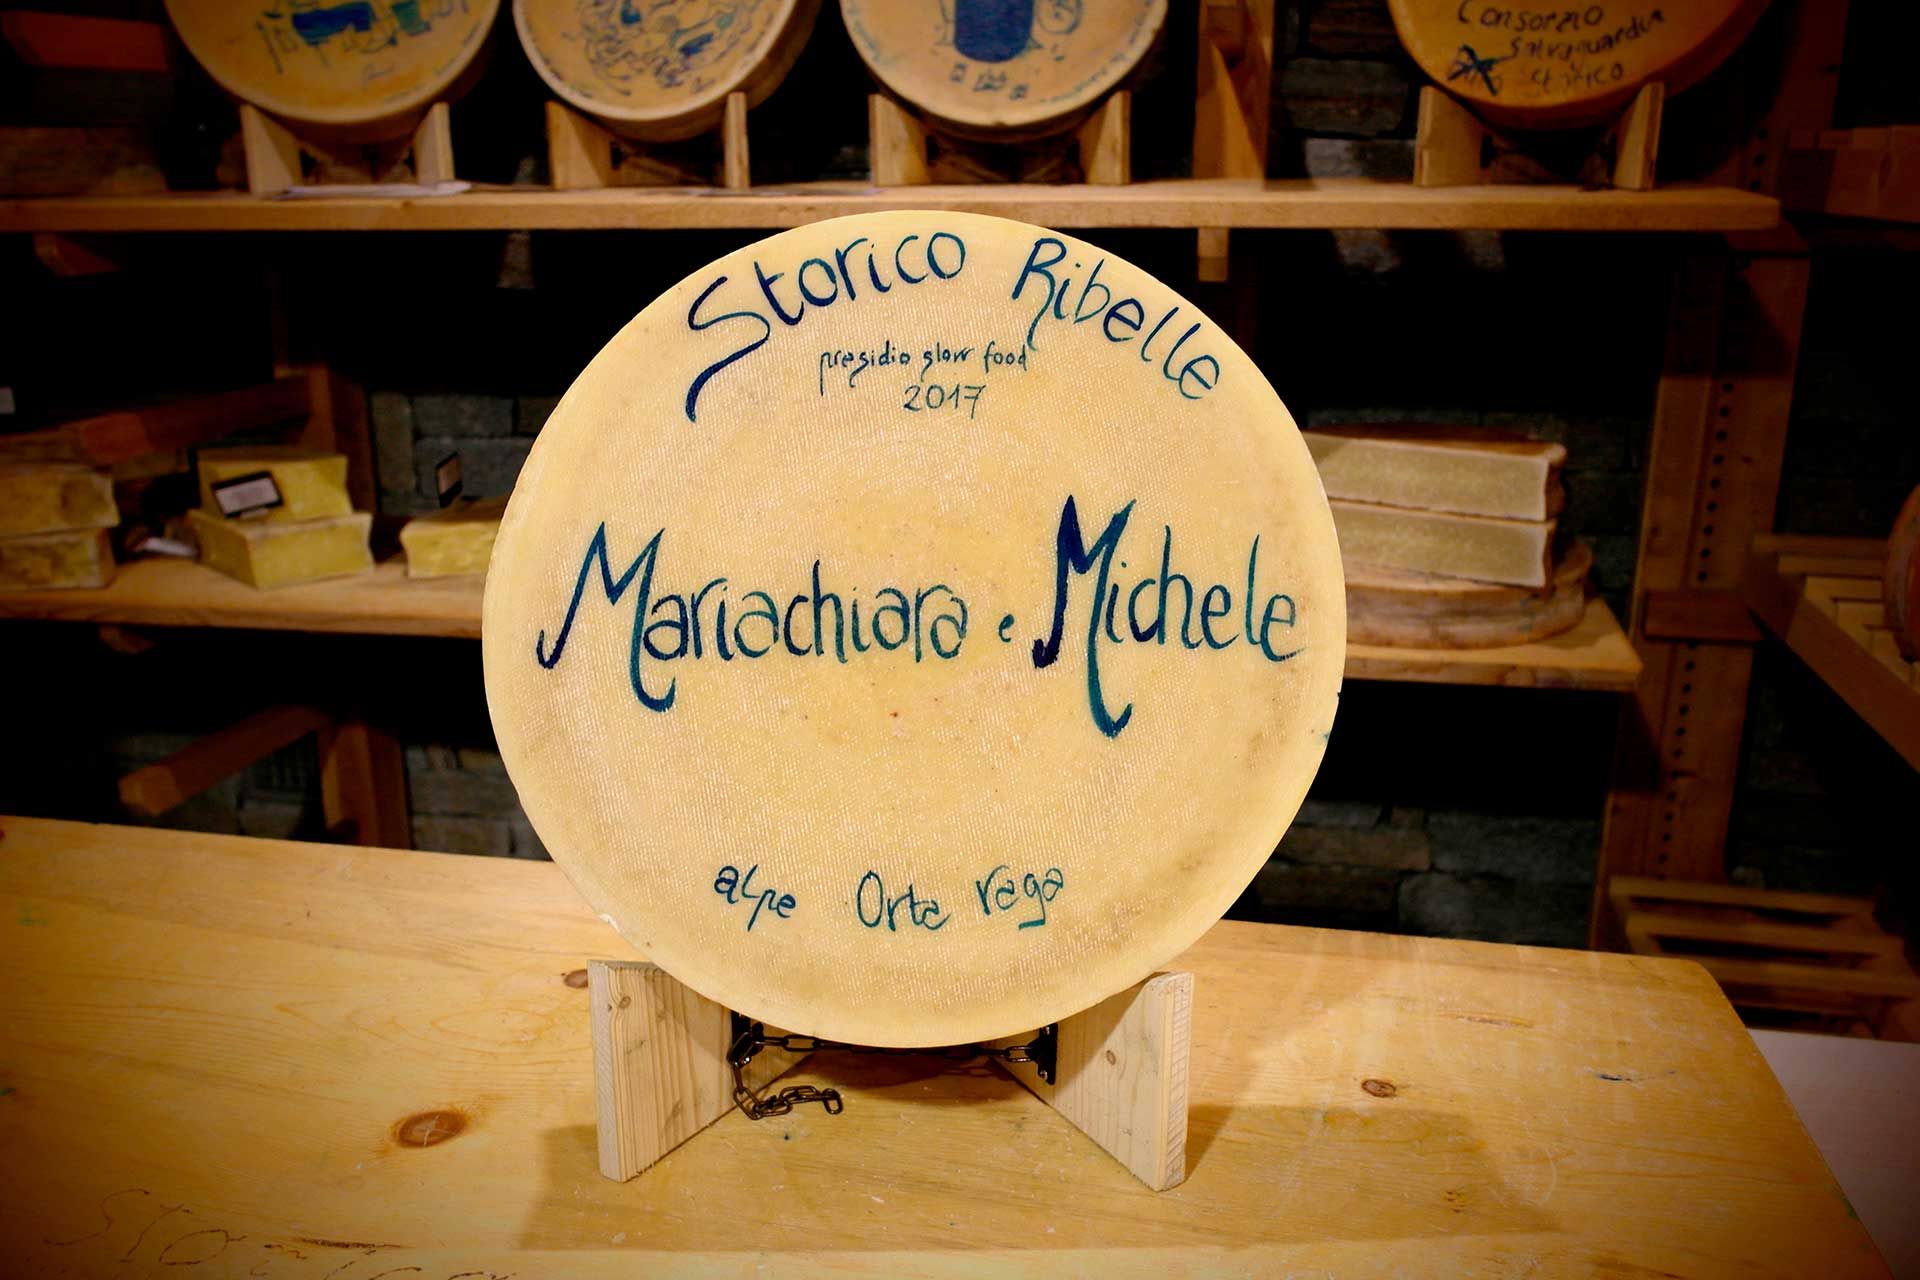 Consorzio
Salvaguardia
Storico
Storico Ribelle
presidio slow food
2017
Mariachiara e Michele
alpe Orta vaga